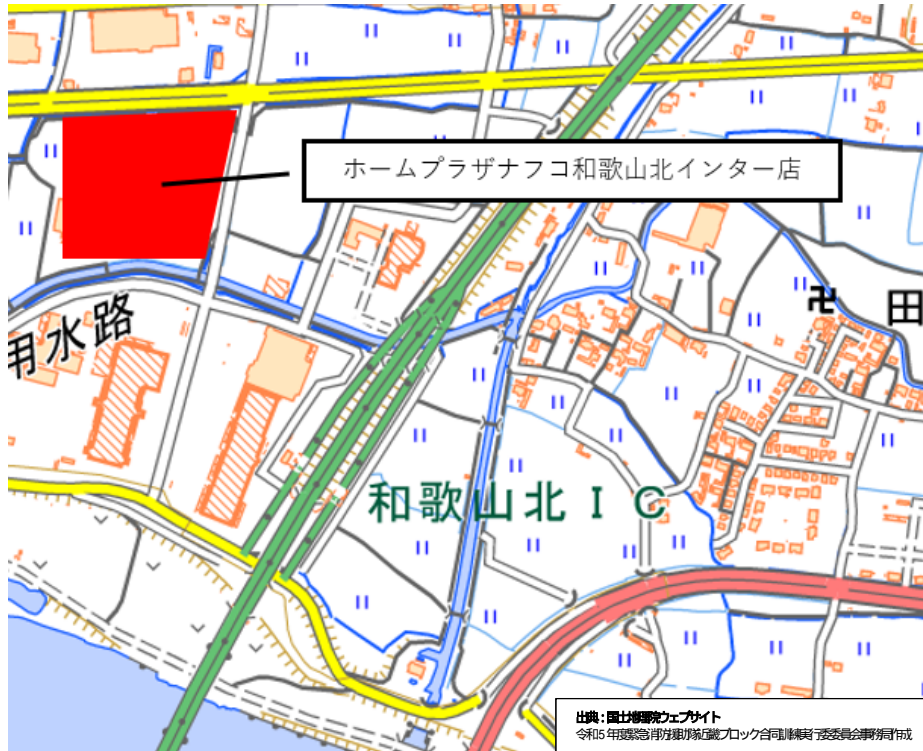 ホームプラザナフコ和歌山北インター店
田
用水路
和歌山北ＩＣ
出典：国土地理院ウェブサイト
令和5年度緊急消防援助隊近畿ブロック合同訓練実行委員会事務局作成